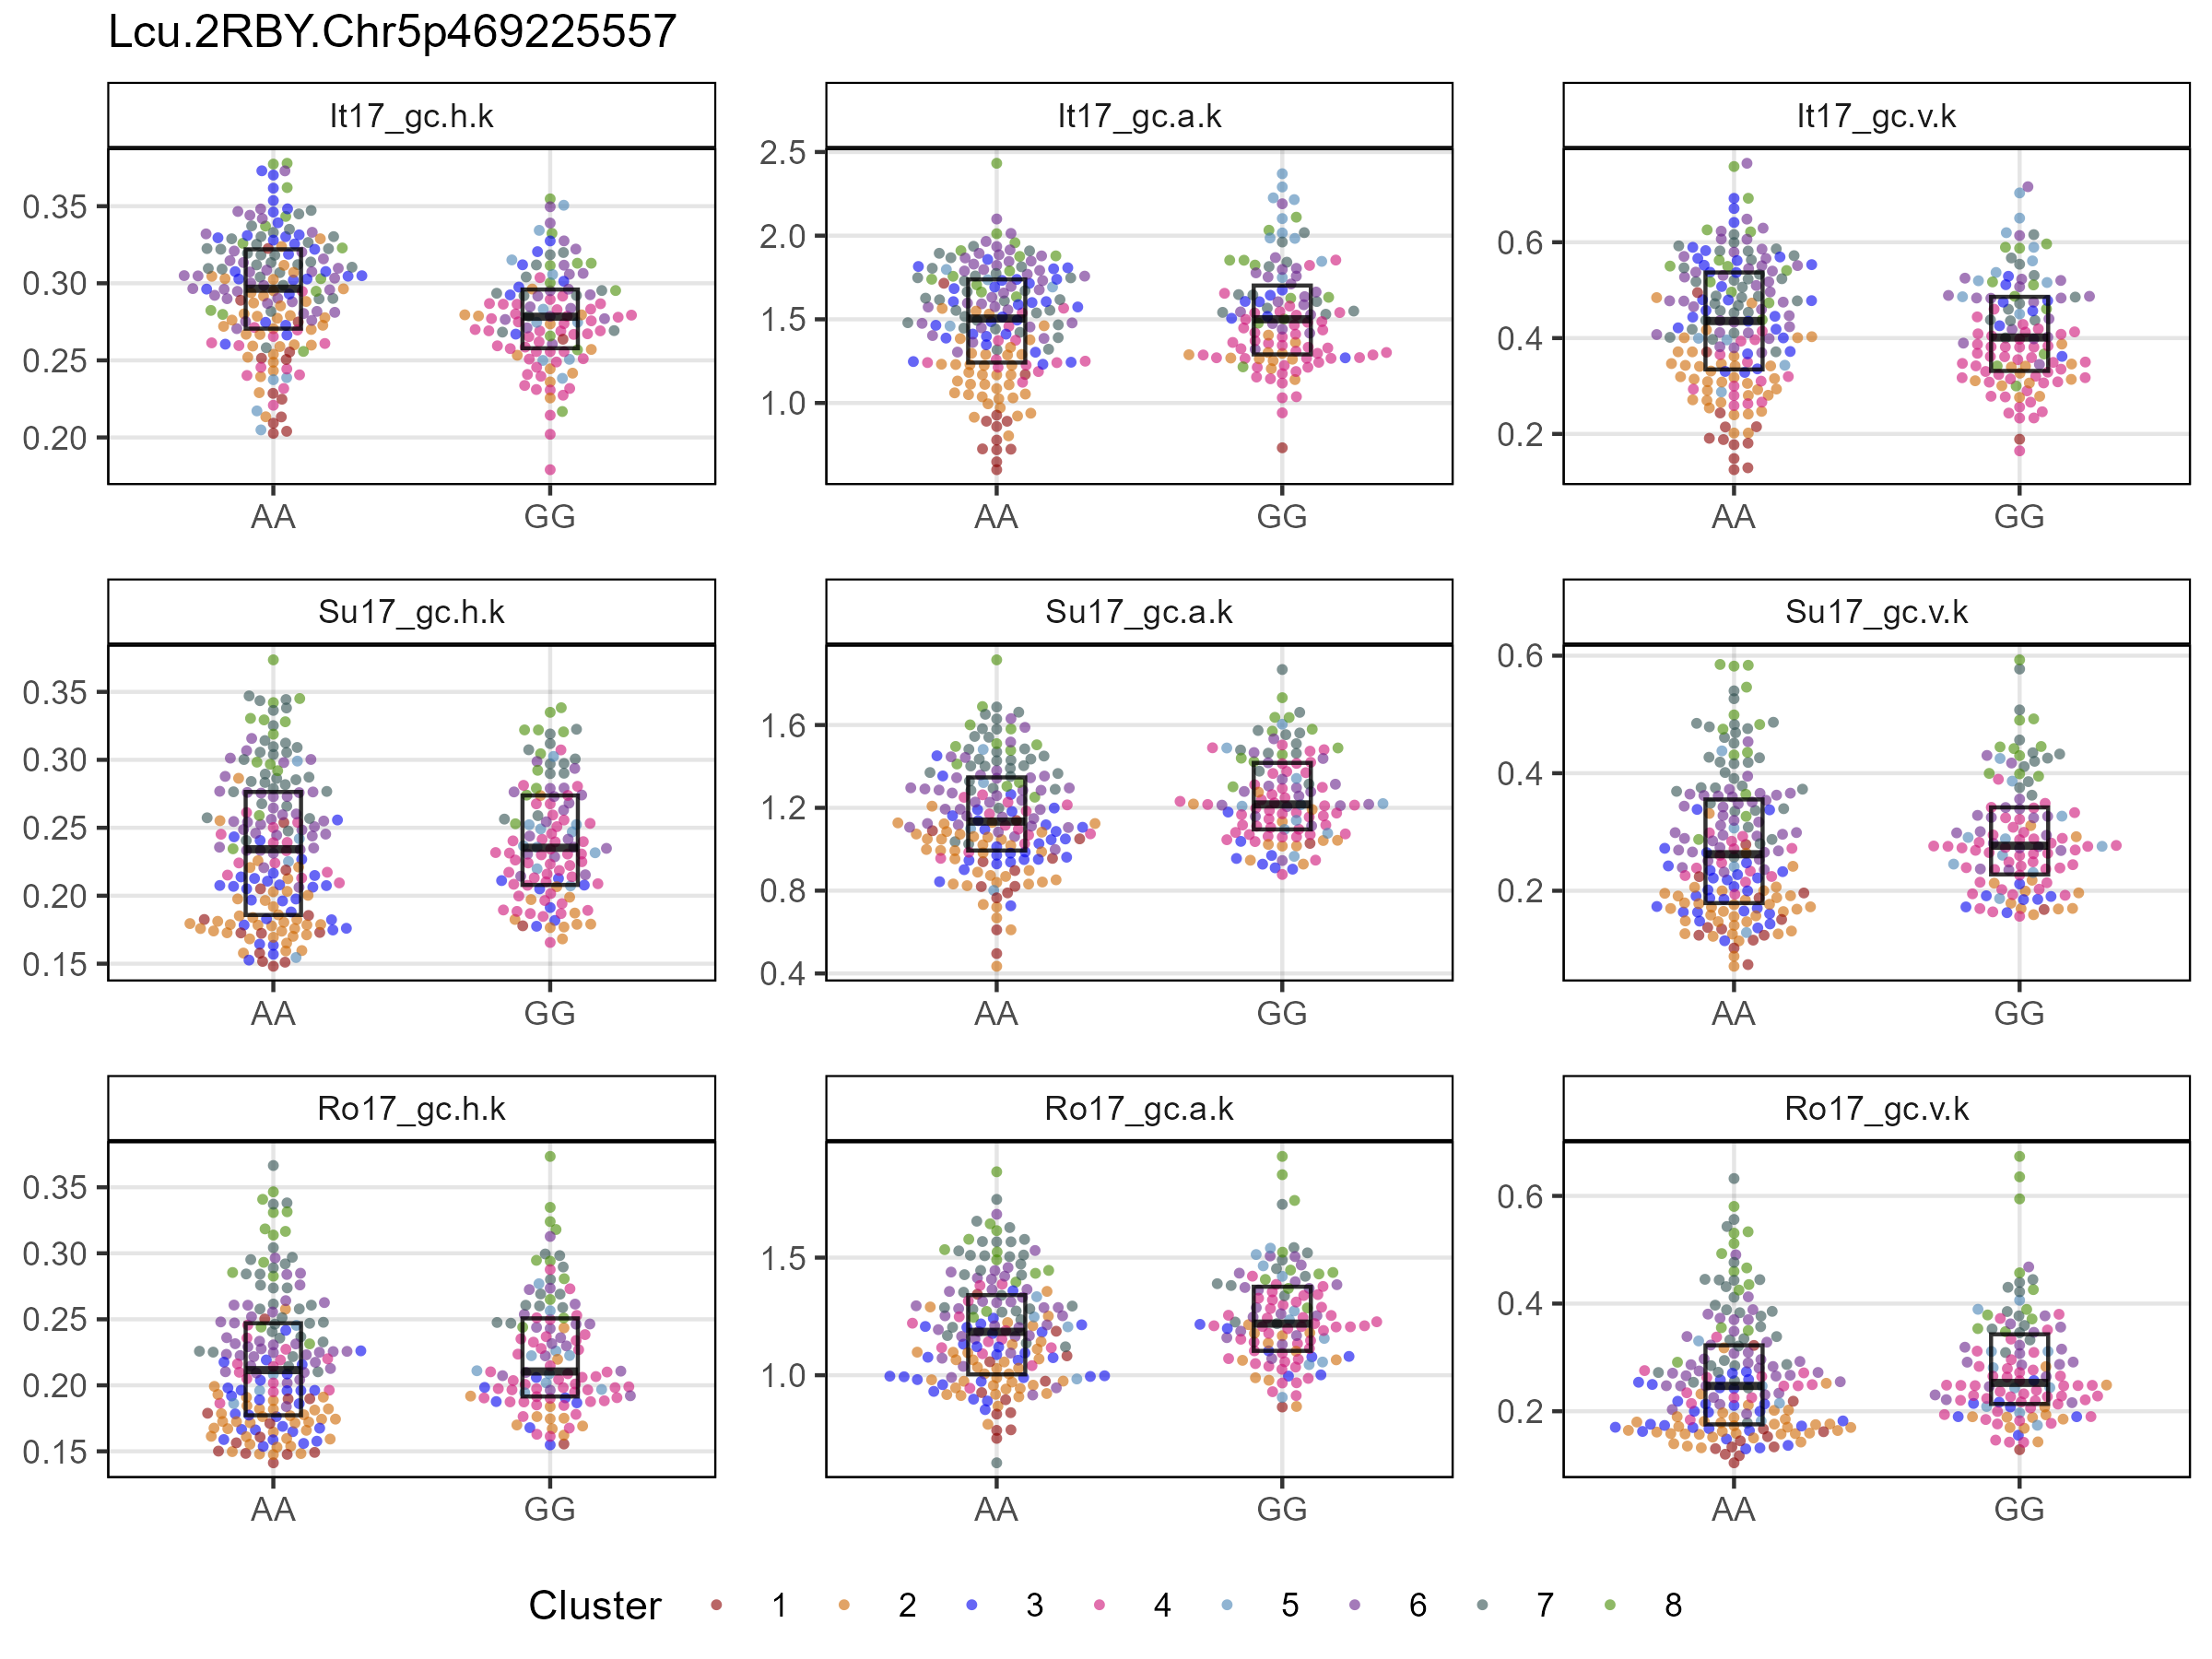 Lcu.2RBY.Chr5p469225557
It17_gc.h.k
It17_gc.a.k
It17_gc.v.k
0.35
0.30
0.25
0.20
AA
GG
2.5
2.0
1.5
1.0
AA
GG
0.6
0.4
0.2
AA
GG
Su17_gc.h.k
Su17_gc.a.k
Su17_gc.v.k
0.35
0.30
0.25
0.20
0.15
AA
GG
1.6
1.2
0.8
0.4
AA
GG
0.6
0.4
0.2
AA
GG
Ro17_gc.h.k
Ro17_gc.a.k
Ro17_gc.v.k
0.35
0.30
0.25
0.20
0.15
AA
GG
1.5
1.0
AA
GG
0.6
0.4
0.2
AA
GG
Cluster 1 2 3 4 5 6 7 8